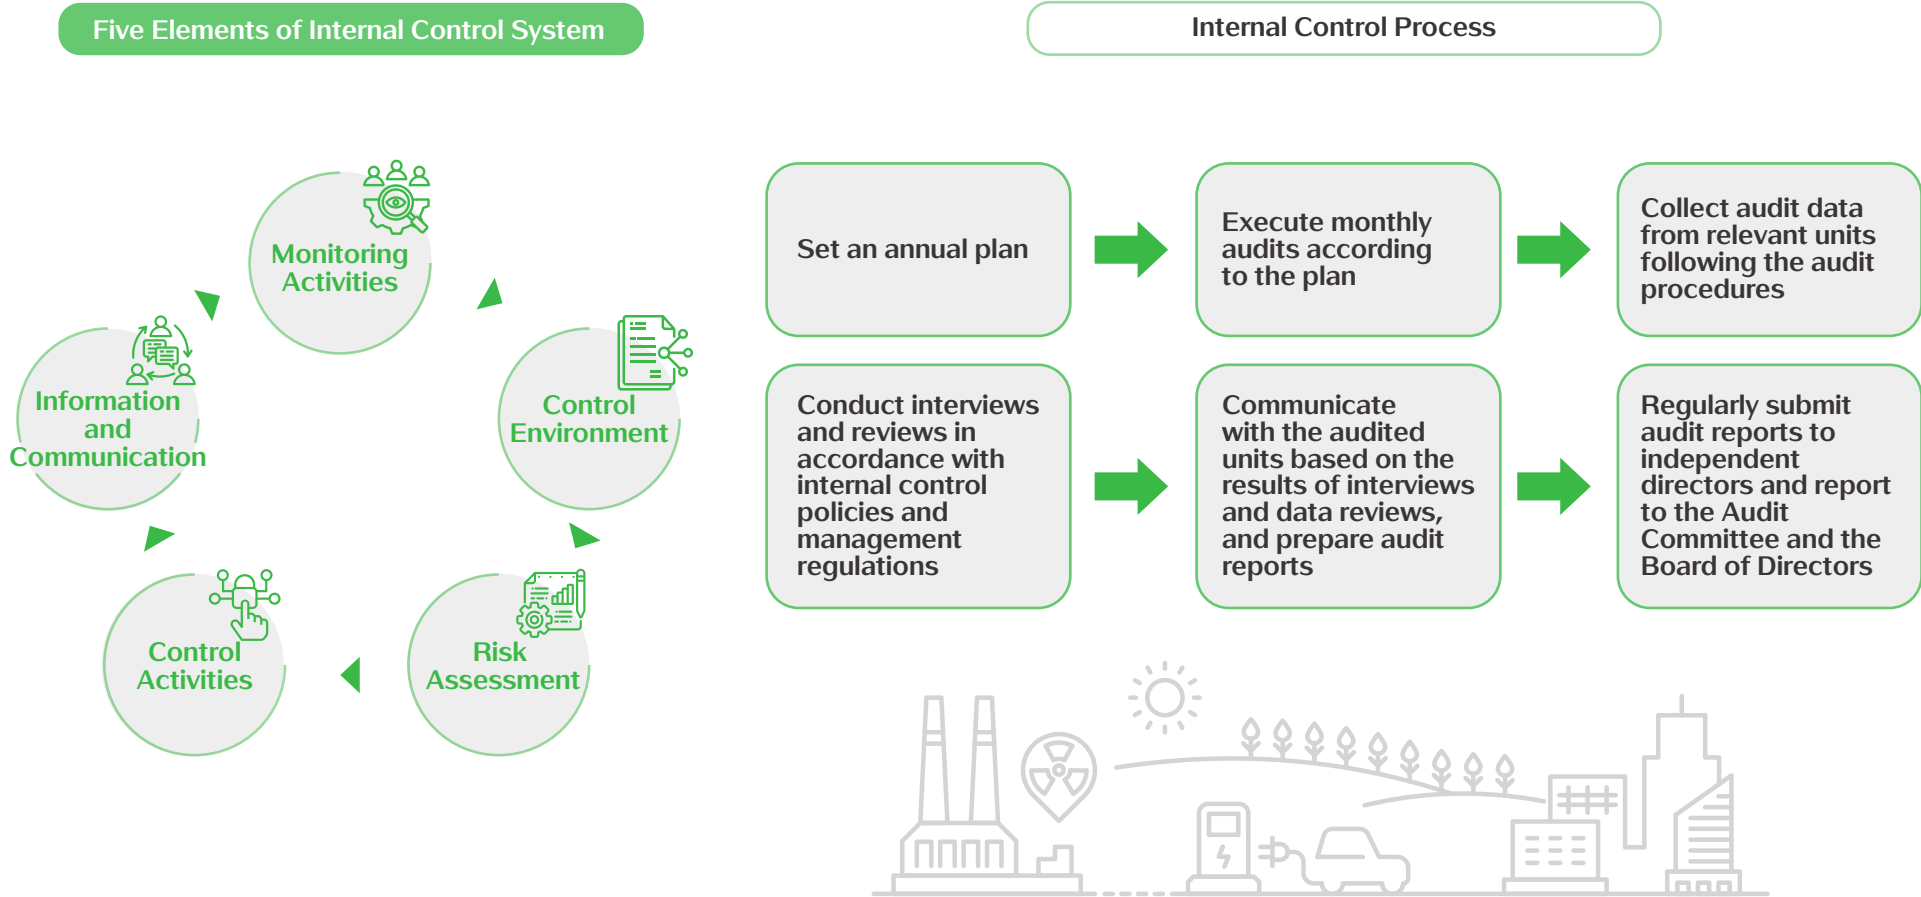 Five Elements of Internal Control System
Monitoring
Activities
Control
Environment
Risk
Assessment
Control
Activities
Information
and
Communication
Internal Control Process
Set an annual plan
Execute monthly
audits according
to the plan
Collect audit data
from relevant units
following the audit
procedures
Conduct interviews
and reviews in
accordance with
internal control
policies and
management
regulations
Communicate
with the audited
units based on the
results of interviews
and data reviews,
and prepare audit
reports
Regularly submit
audit reports to
independent
directors and report
to the Audit
Committee and the
Board of Directors